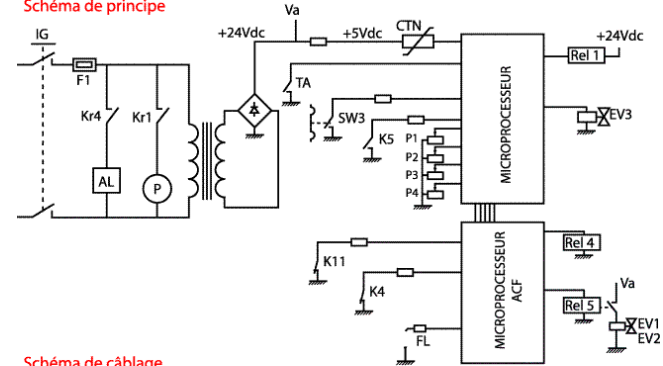 Schéma de principe
Va
IG
+24Vdc
+5Vdc
CTN
+24Vdc
Rel 1
F1
TA
MICROPROCESSEUR
Kr4
Kr1
SW3
EV3
K5
P1
P2
P3
P4
AL
P
Rel 4
K11
MICROPROCESSEUR
ACF
K4
Va
Rel 5
EV1
EV2
FL
Schéma de câblage